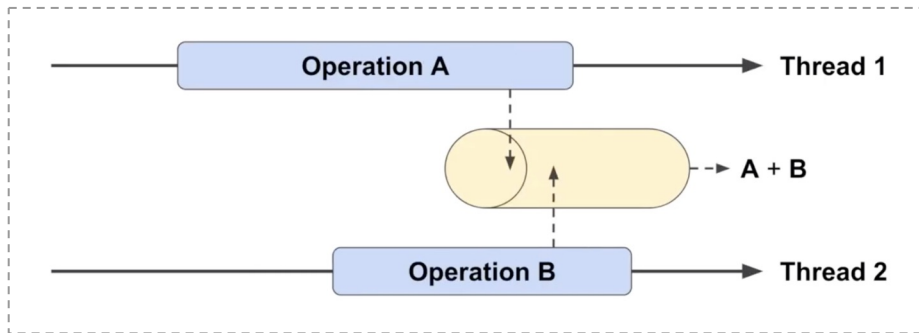 Operation A
Thread 1
A + B
Operation B
Thread 2